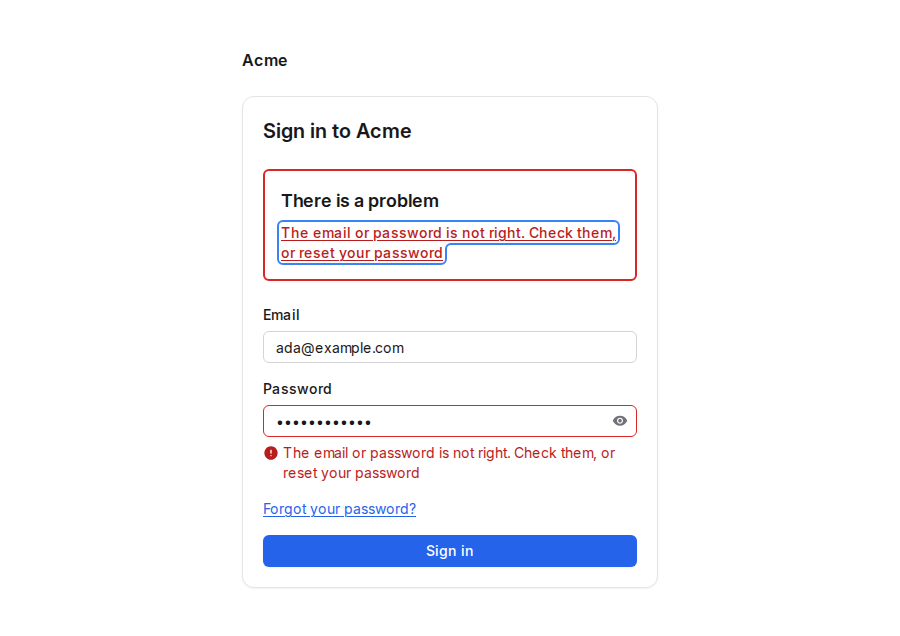 Acme
Sign in to Acme
There is a problem
The email or password is not right. Check them,
or reset your password
Email
ada@example.com
Password
••••••••••••
The email or password is not right. Check them, or
reset your password
Forgot your password?
Sign in